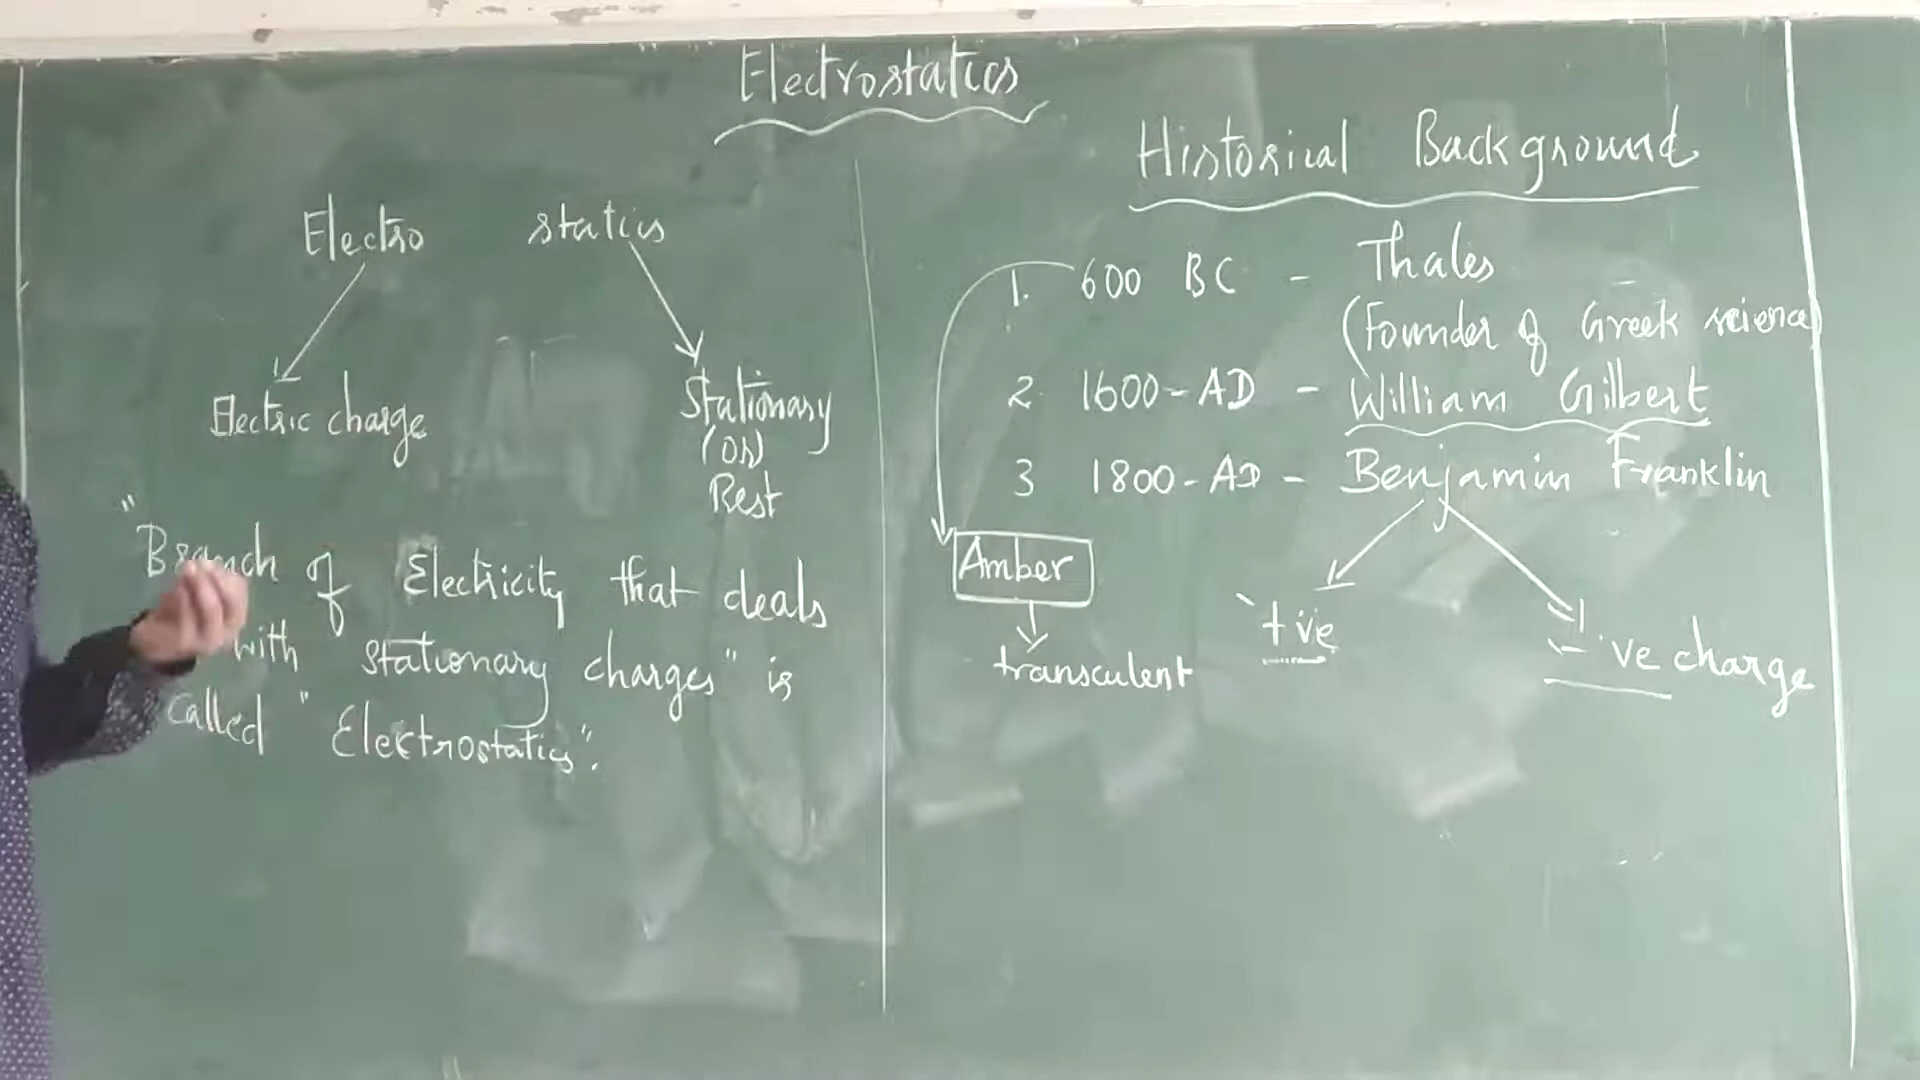 Electrostatics
Electro statics
Electric charge
Stationary
(or)
Rest
"Branch of Electricity that deals
with stationary charges" is
called "Electrostatics".
Historical Background
1. 600 BC - Thales
(Founder of Greek science)
2. 1600-AD - William Gilbert
3 1800-AD - Benjamin Franklin
Amber
transculent
+ve
-ve charge